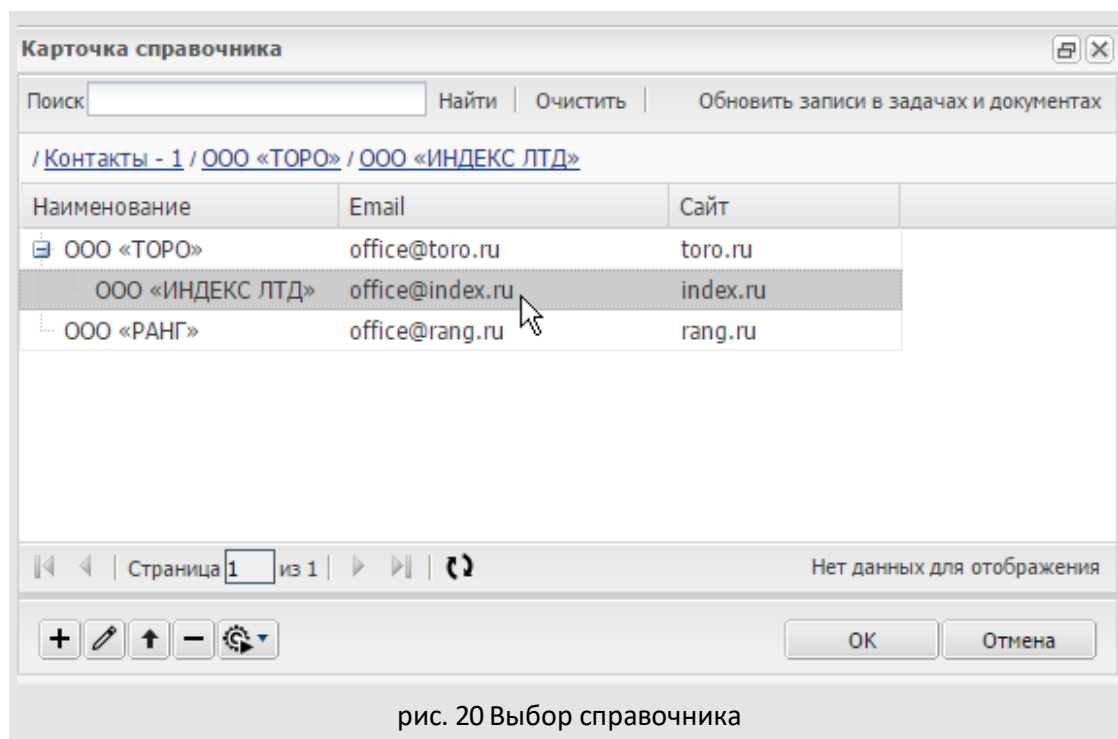 Карточка справочника
Поиск Найти Очистить Обновить записи в задачах и документах
/ Контакты - 1 / ООО «ТОРО» / ООО «ИНДЕКС ЛТД»
Наименование Email Сайт
ООО «ТОРО» office@toro.ru toro.ru
ООО «ИНДЕКС ЛТД» office@index.ru index.ru
ООО «РАНГ» office@rang.ru rang.ru
Страница 1 из 1 Нет данных для отображения
ОК Отмена
рис. 20 Выбор справочника